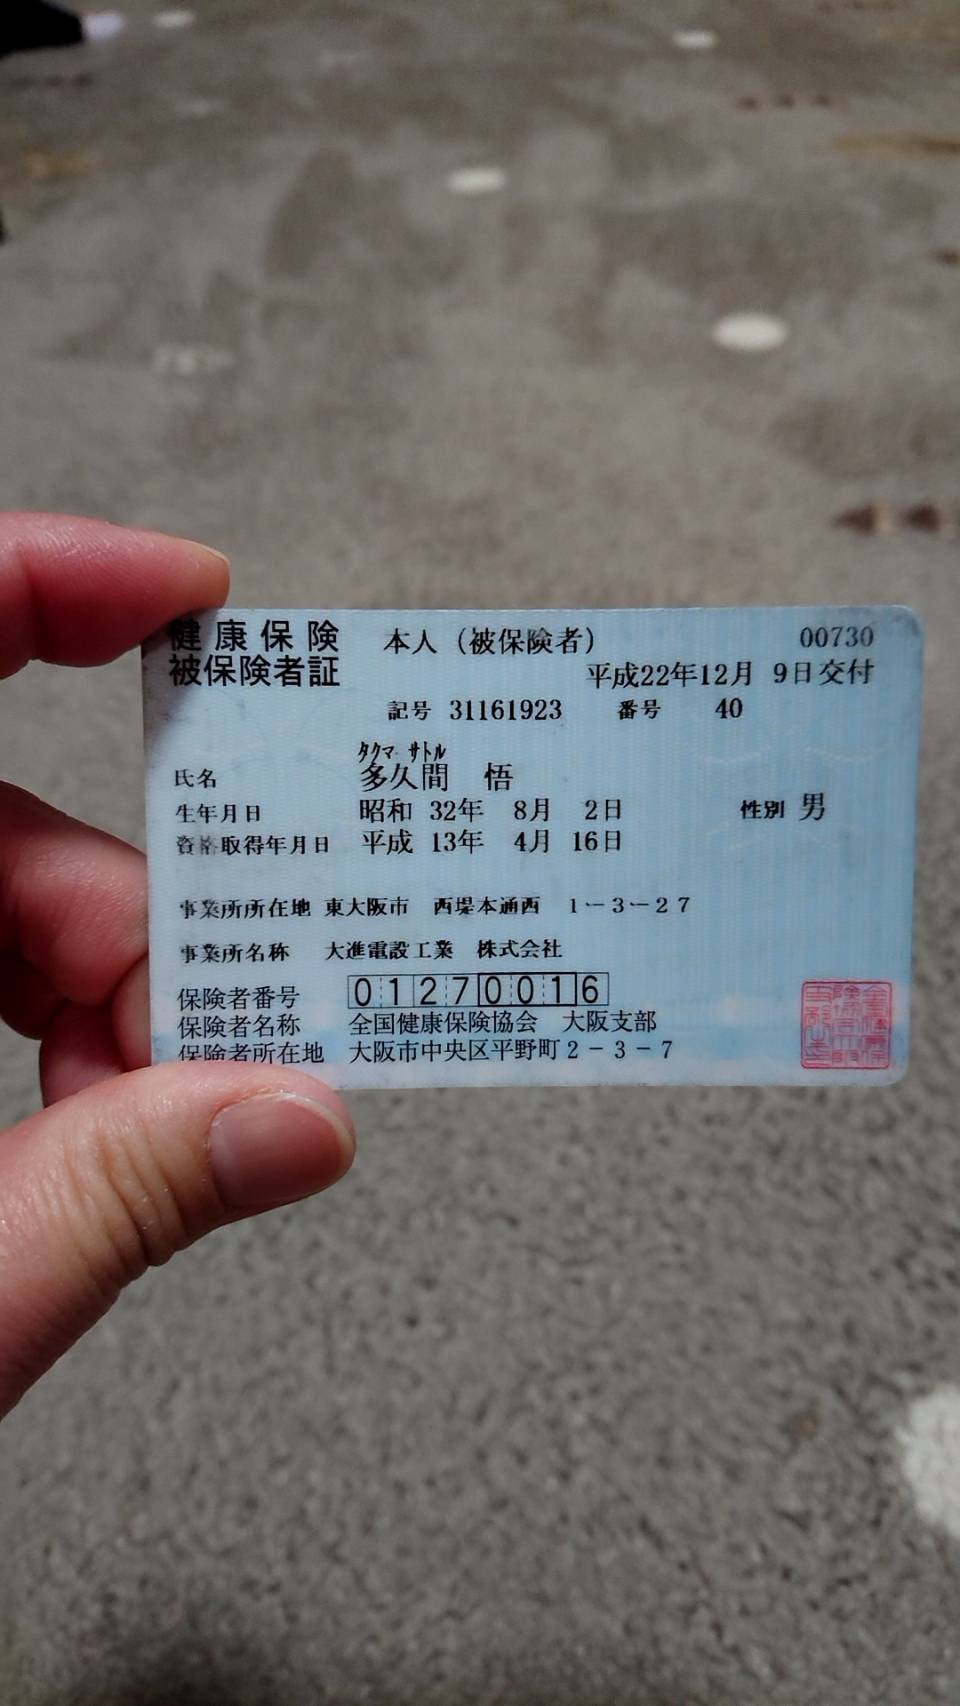 健康保険 本人（被保険者） 00730
被保険者証 平成22年12月 9日交付
記号 31161923 番号 40
タクマ サトル
氏名 多久間 悟
生年月日 昭和 32年 8月 2日 性別 男
資格取得年月日 平成 13年 4月 16日
事業所所在地 東大阪市 西堤本通西 1－3－27
事業所名称 大進電設工業 株式会社
保険者番号 01270016
保険者名称 全国健康保険協会 大阪支部
保険者所在地 大阪市中央区平野町2－3－7